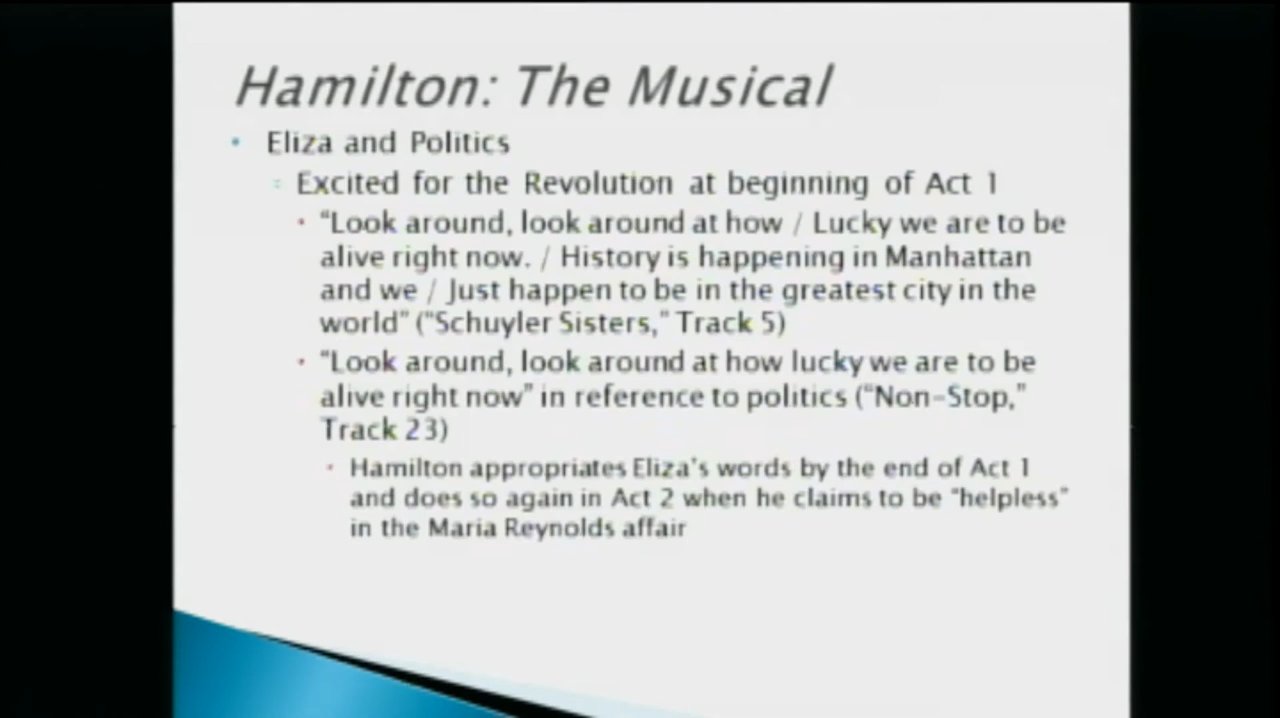 Hamilton: The Musical
Eliza and Politics
Excited for the Revolution at beginning of Act 1
“Look around, look around at how / Lucky we are to be
alive right now. / History is happening in Manhattan
and we / Just happen to be in the greatest city in the
world” (“Schuyler Sisters,” Track 5)
“Look around, look around at how lucky we are to be
alive right now” in reference to politics (“Non-Stop,”
Track 23)
Hamilton appropriates Eliza’s words by the end of Act 1
and does so again in Act 2 when he claims to be “helpless”
in the Maria Reynolds affair